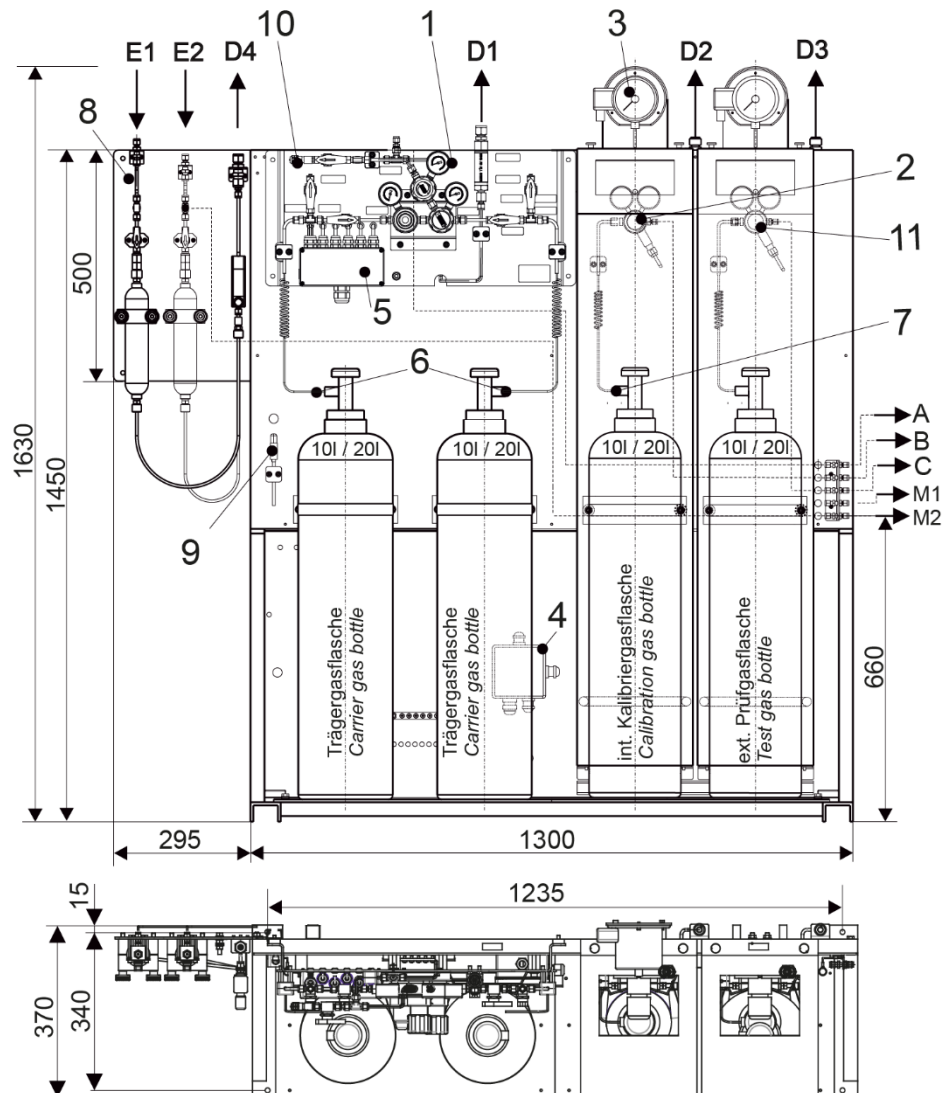 10 1 3
E1 E2 D4 D1 D2 D3
8
2
11
5
6
7
500
1630
1450
10l / 20l 10l / 20l 10l / 20l 10l / 20l
A
B
C
M1
M2
9
4
Trägergasflasche
Carrier gas bottle
Trägergasflasche
Carrier gas bottle
int. Kalibriergasflasche
Calibration gas bottle
ext. Prüfgasflasche
Test gas bottle
660
295 1300
15
1235
370
340